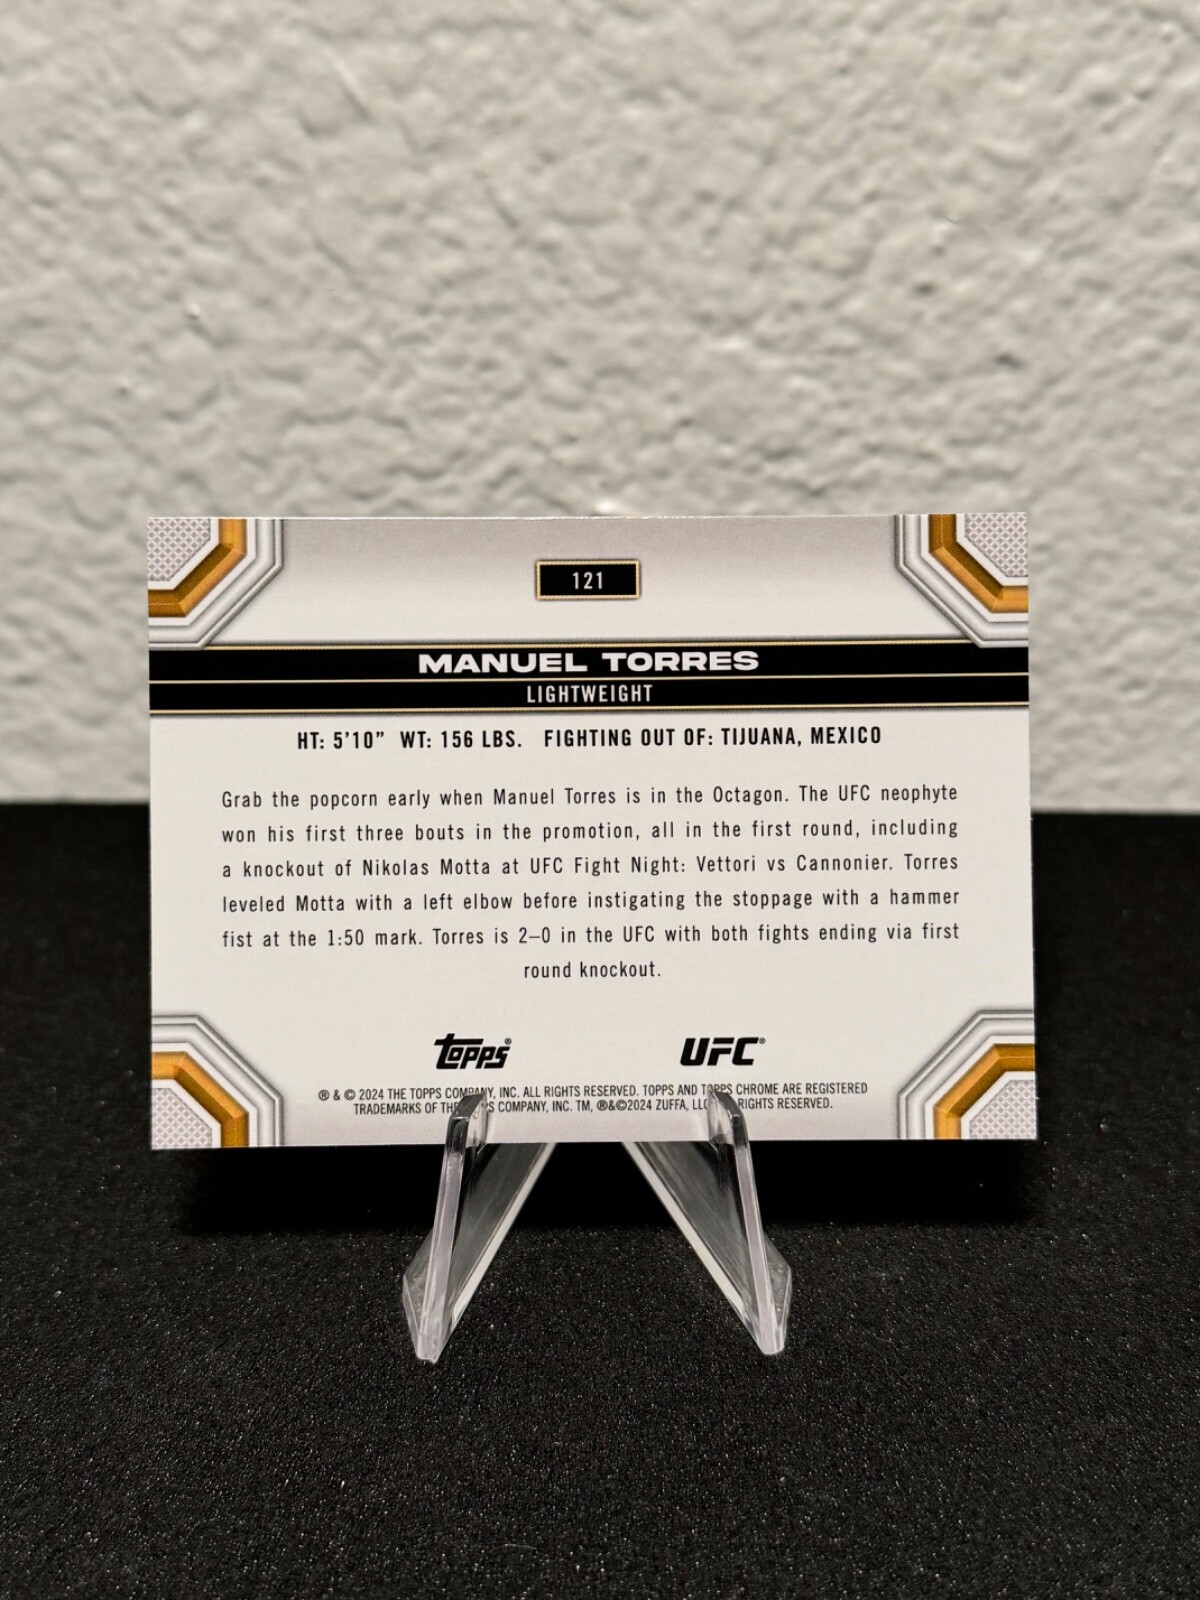 121
MANUEL TORRES
LIGHTWEIGHT
HT: 5'10" WT: 156 LBS. FIGHTING OUT OF: TIJUANA, MEXICO
Grab the popcorn early when Manuel Torres is in the Octagon. The UFC neophyte
won his first three bouts in the promotion, all in the first round, including
a knockout of Nikolas Motta at UFC Fight Night: Vettori vs Cannonier. Torres
leveled Motta with a left elbow before instigating the stoppage with a hammer
fist at the 1:50 mark. Torres is 2–0 in the UFC with both fights ending via first
round knockout.
Topps® UFC®
® & © 2024 THE TOPPS COMPANY, INC. ALL RIGHTS RESERVED. TOPPS AND TOPPS CHROME ARE REGISTERED
TRADEMARKS OF THE COMPANY, INC. TM, ®&©2024 ZUFFA, RIGHTS RESERVED.